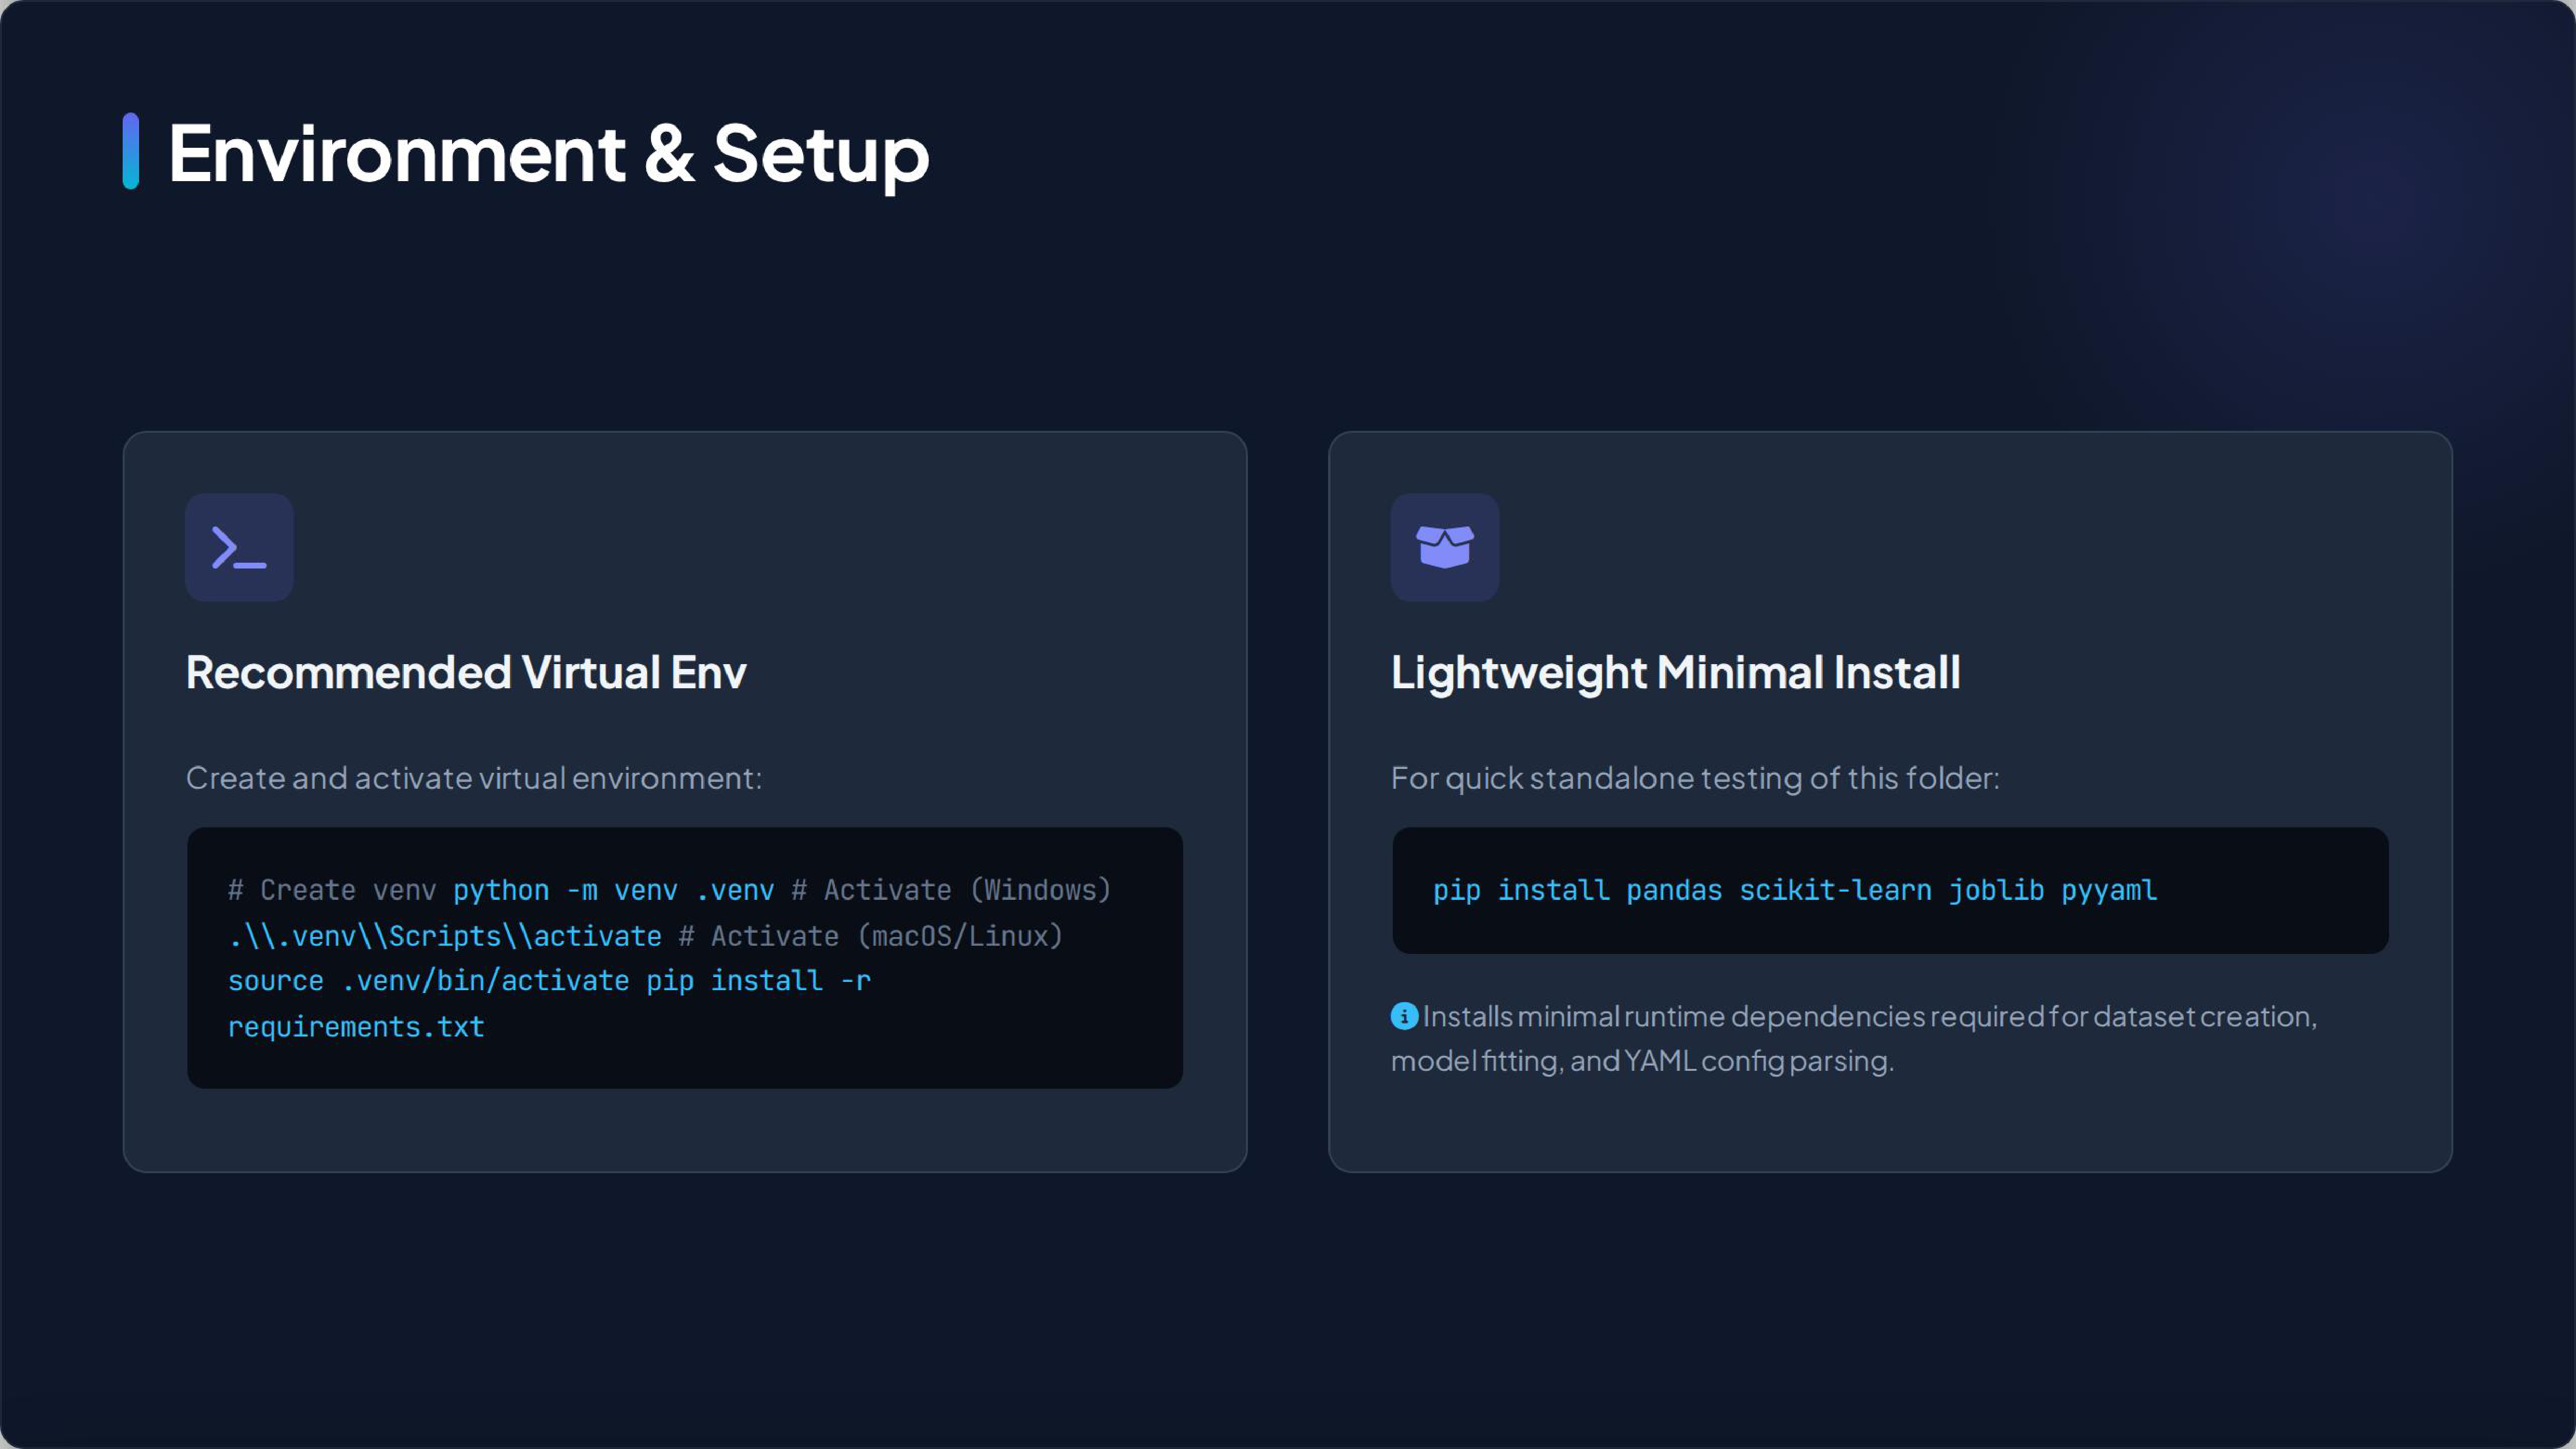 Environment & Setup
Recommended Virtual Env
Create and activate virtual environment:
# Create venv python -m venv .venv # Activate (Windows)
.\\.venv\\Scripts\\activate # Activate (macOS/Linux)
source .venv/bin/activate pip install -r
requirements.txt
Lightweight Minimal Install
For quick standalone testing of this folder:
pip install pandas scikit-learn joblib pyyaml
Installs minimal runtime dependencies required for dataset creation,
model fitting, and YAML config parsing.